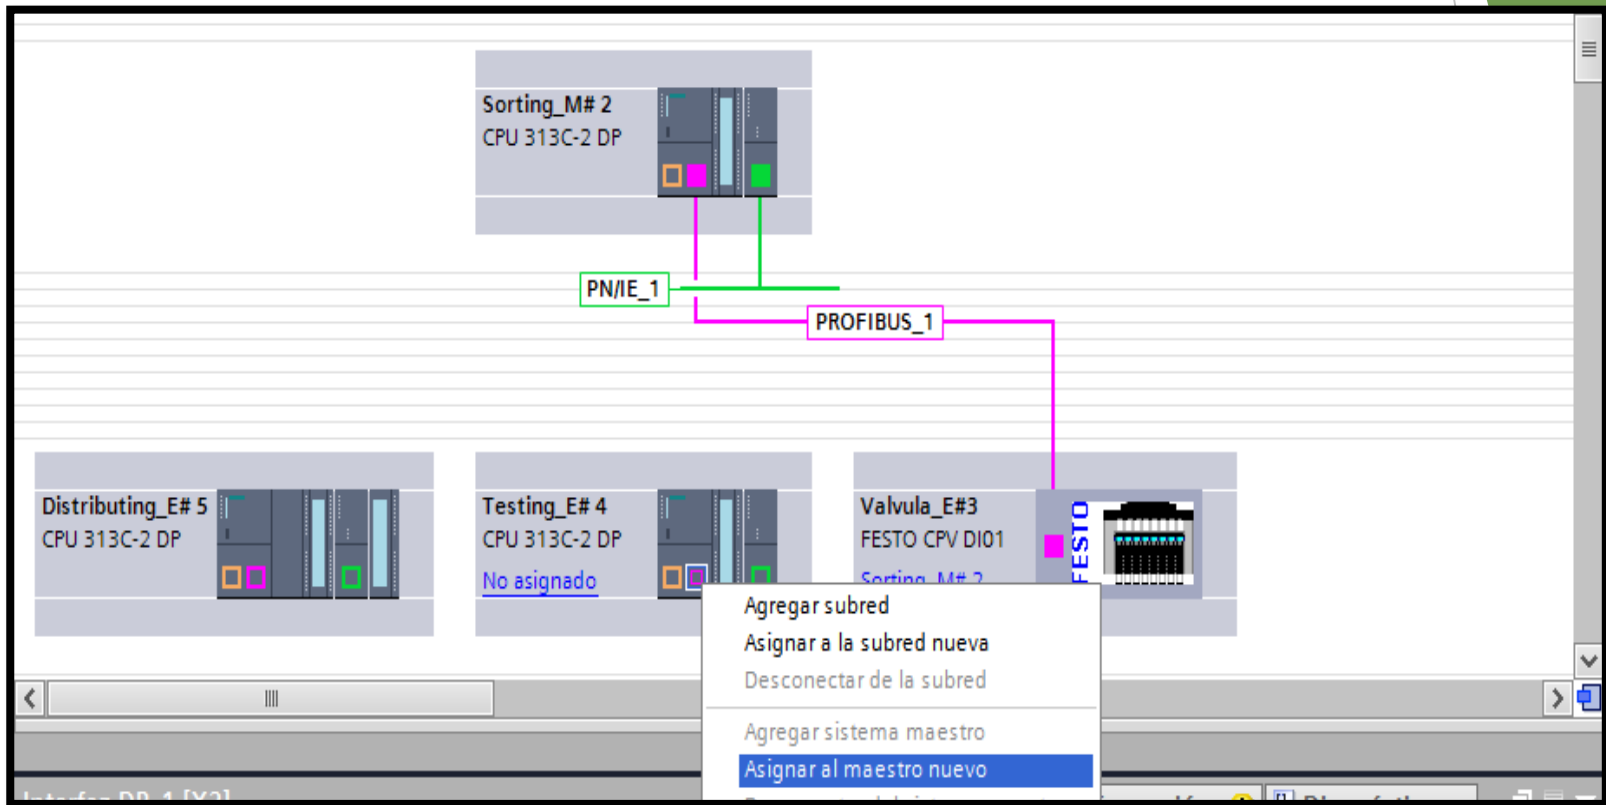 Sorting_M# 2
CPU 313C-2 DP
PN/IE_1
PROFIBUS_1
Distributing_E# 5
CPU 313C-2 DP
Testing_E# 4
CPU 313C-2 DP
No asignado
Valvula_E#3
FESTO CPV DI01
Sorting_M# 2
FESTO
Agregar subred
Asignar a la subred nueva
Desconectar de la subred
Agregar sistema maestro
Asignar al maestro nuevo